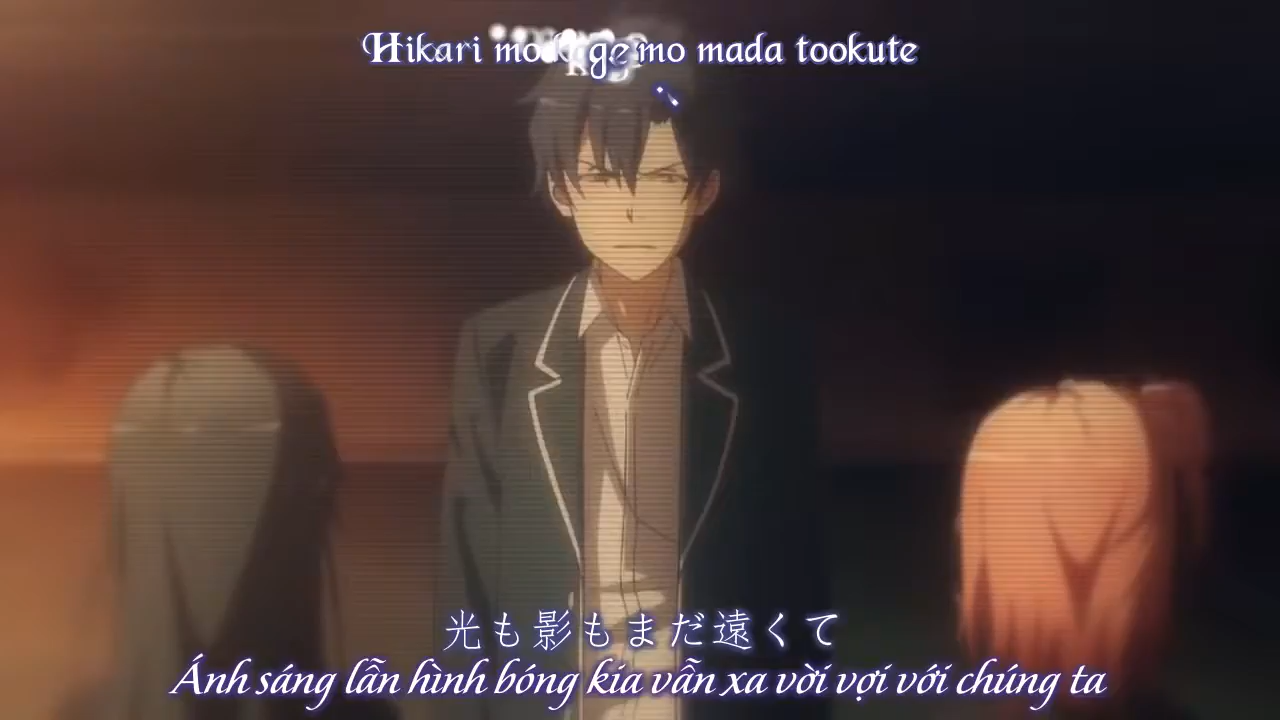 Hikari mo kage mo mada tookute
光も影もまだ遠くて
Ánh sáng lẫn hình bóng kia vẫn xa vời vợi với chúng ta